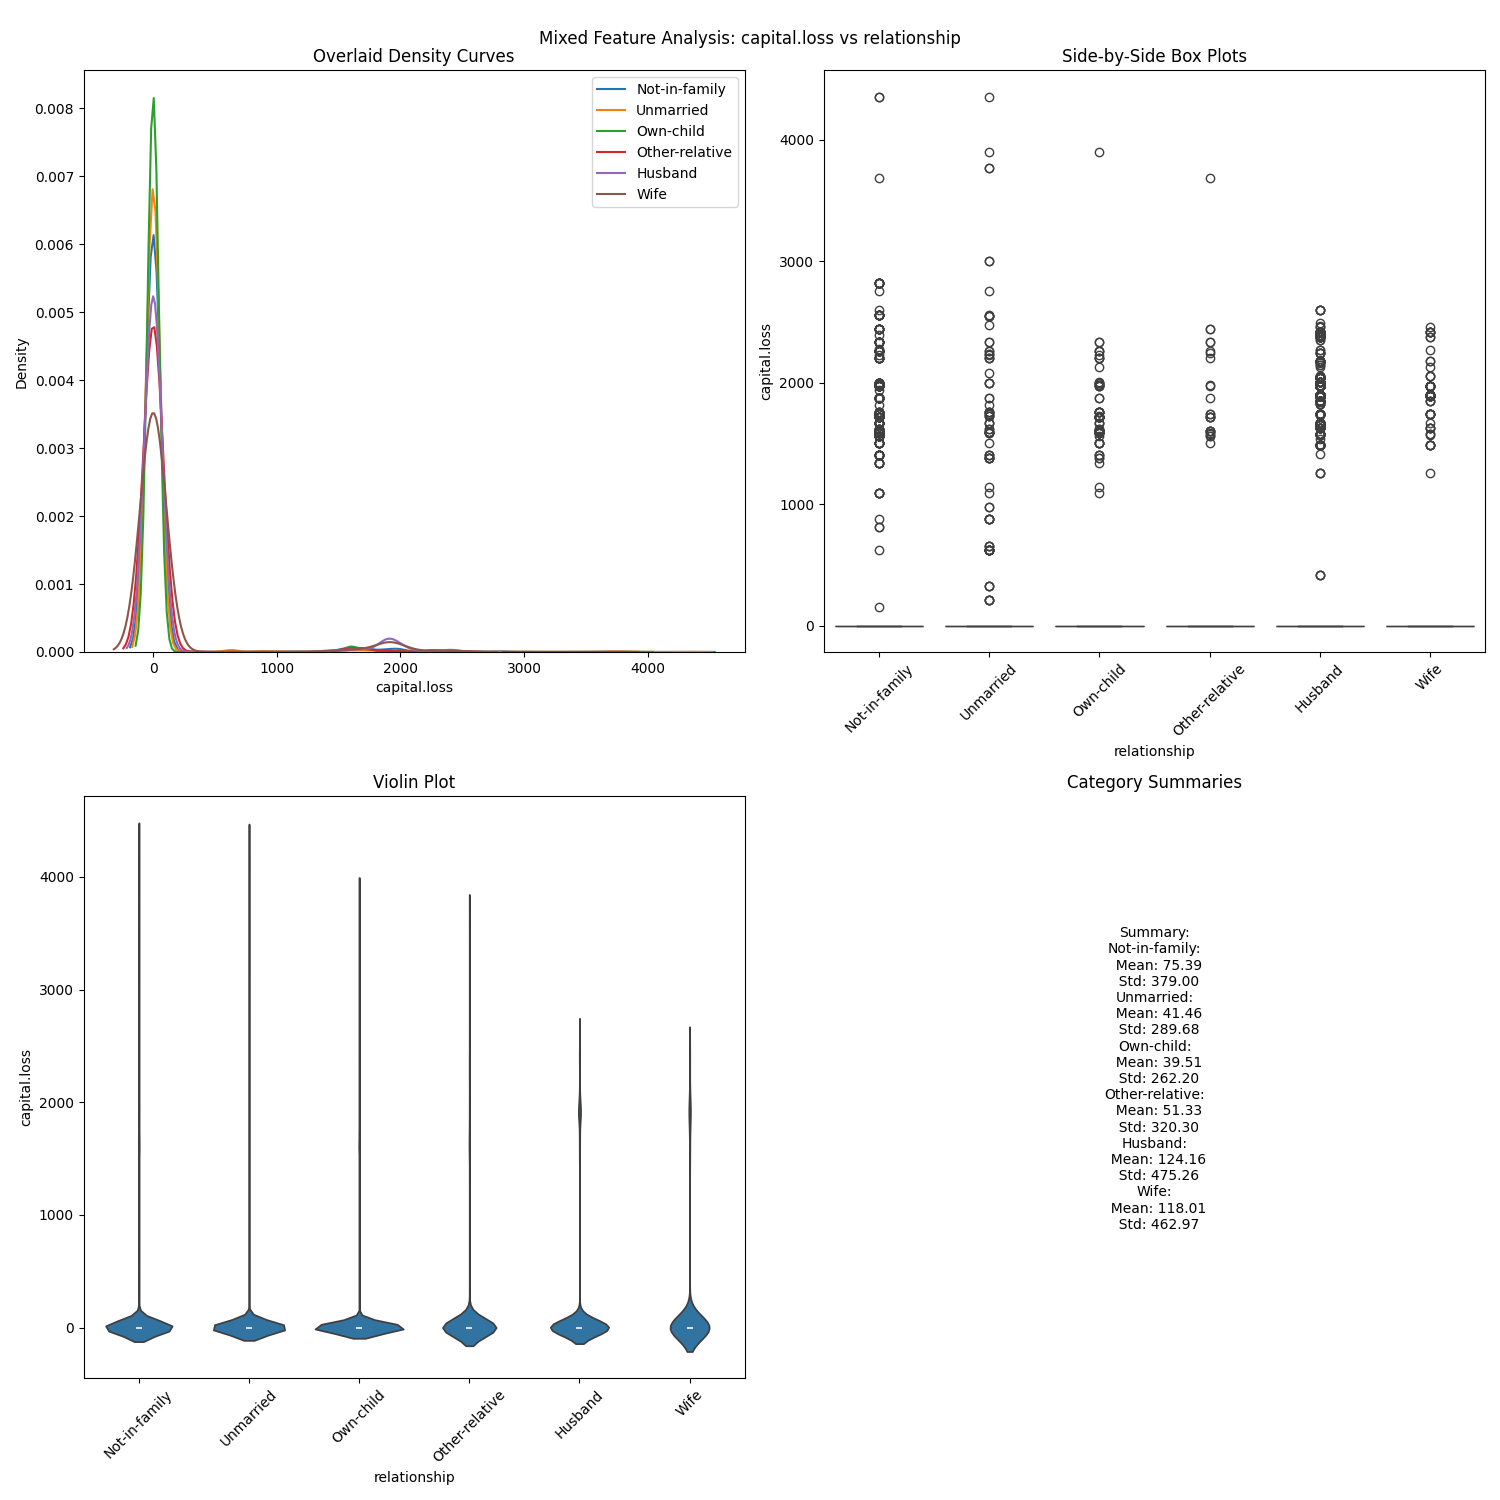 Mixed Feature Analysis: capital.loss vs relationship
Overlaid Density Curves
0.008
0.007
0.006
0.005
0.004
0.003
0.002
0.001
0.000
Density
0
1000
2000
3000
4000
capital.loss
Not-in-family
Unmarried
Own-child
Other-relative
Husband
Wife
Side-by-Side Box Plots
4000
3000
2000
1000
0
capital.loss
Not-in-family
Unmarried
Own-child
Other-relative
Husband
Wife
relationship
Violin Plot
4000
3000
2000
1000
0
capital.loss
Not-in-family
Unmarried
Own-child
Other-relative
Husband
Wife
relationship
Category Summaries
Summary:
Not-in-family:
Mean: 75.39
Std: 379.00
Unmarried:
Mean: 41.46
Std: 289.68
Own-child:
Mean: 39.51
Std: 262.20
Other-relative:
Mean: 51.33
Std: 320.30
Husband:
Mean: 124.16
Std: 475.26
Wife:
Mean: 118.01
Std: 462.97